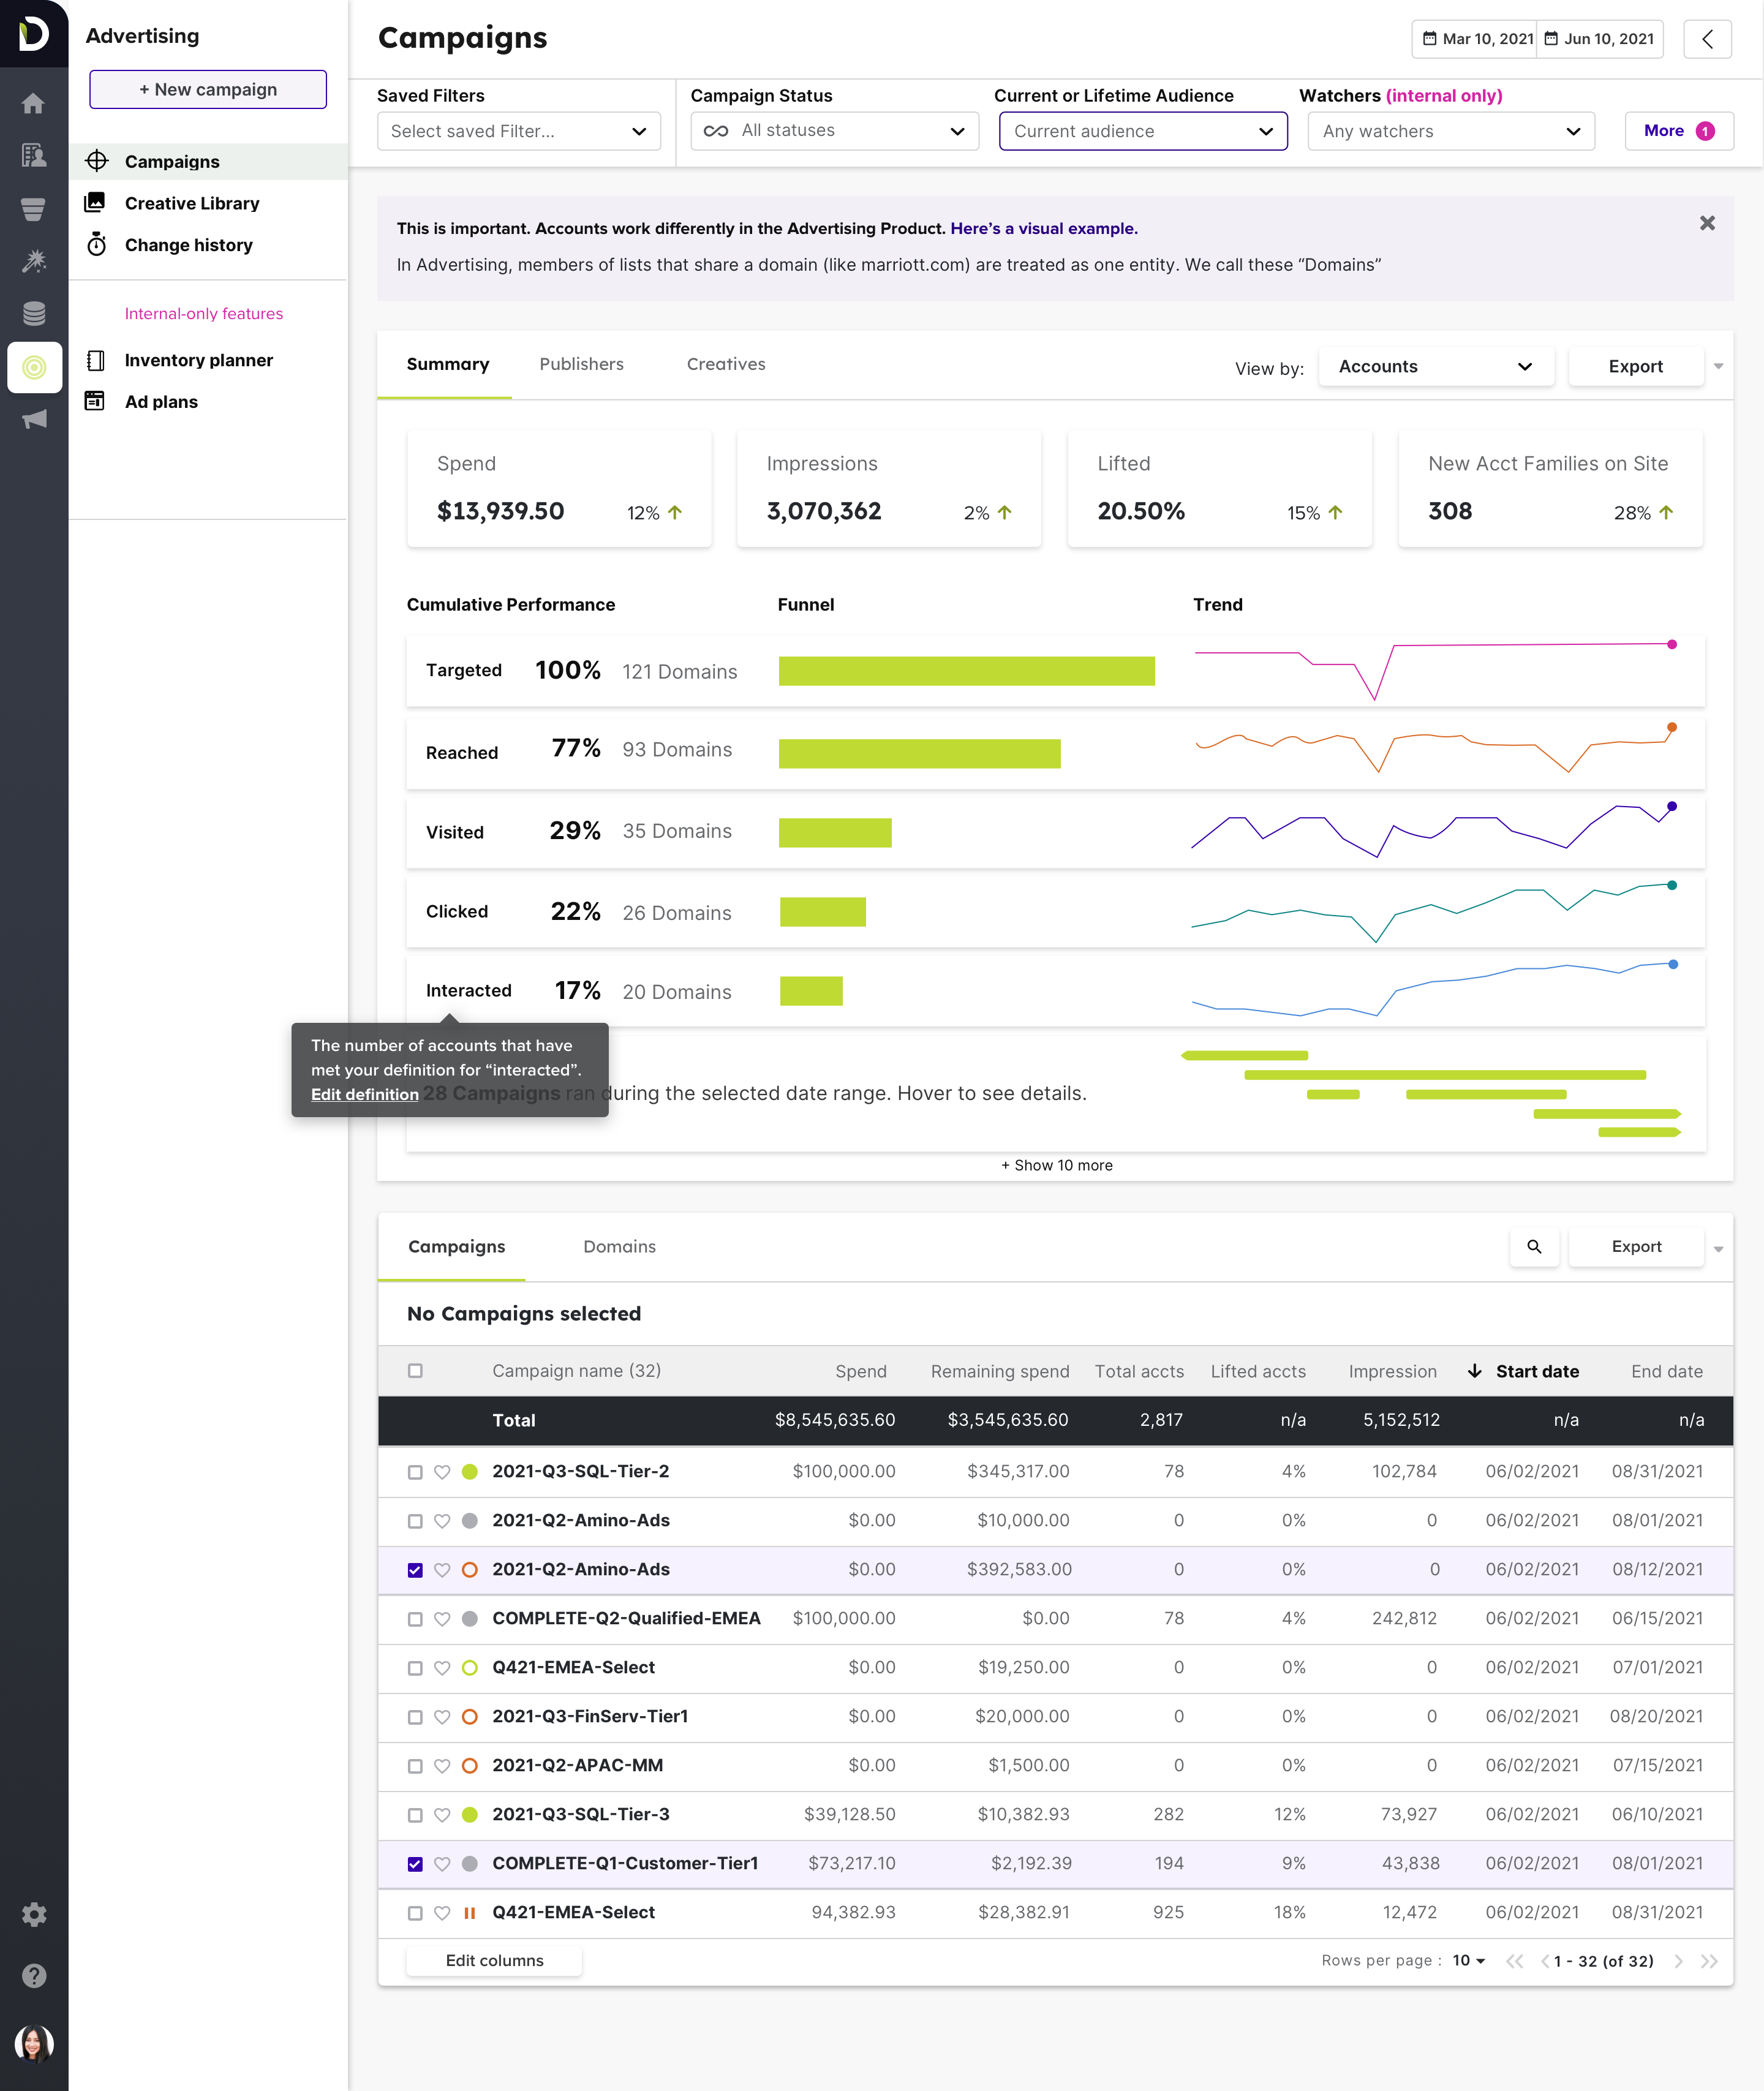 Advertising
+ New campaign
Campaigns
Creative Library
Change history
Internal-only features
Inventory planner
Ad plans
Campaigns
Mar 10, 2021 Jun 10, 2021
Saved Filters
Select saved Filter...
Campaign Status
All statuses
Current or Lifetime Audience
Current audience
Watchers (internal only)
Any watchers
More 1
This is important. Accounts work differently in the Advertising Product. Here’s a visual example.
In Advertising, members of lists that share a domain (like marriott.com) are treated as one entity. We call these “Domains”
Summary Publishers Creatives View by: Accounts Export
Spend
$13,939.50 12%
Impressions
3,070,362 2%
Lifted
20.50% 15%
New Acct Families on Site
308 28%
Cumulative Performance Funnel Trend
Targeted 100% 121 Domains
Reached 77% 93 Domains
Visited 29% 35 Domains
Clicked 22% 26 Domains
Interacted 17% 20 Domains
The number of accounts that have
met your definition for “interacted”.
Edit definition
28 Campaigns ran during the selected date range. Hover to see details.
+ Show 10 more
Campaigns Domains Export
No Campaigns selected
Campaign name (32) Spend Remaining spend Total accts Lifted accts Impression Start date End date
Total $8,545,635.60 $3,545,635.60 2,817 n/a 5,152,512 n/a n/a
2021-Q3-SQL-Tier-2 $100,000.00 $345,317.00 78 4% 102,784 06/02/2021 08/31/2021
2021-Q2-Amino-Ads $0.00 $10,000.00 0 0% 0 06/02/2021 08/01/2021
2021-Q2-Amino-Ads $0.00 $392,583.00 0 0% 0 06/02/2021 08/12/2021
COMPLETE-Q2-Qualified-EMEA $100,000.00 $0.00 78 4% 242,812 06/02/2021 06/15/2021
Q421-EMEA-Select $0.00 $19,250.00 0 0% 0 06/02/2021 07/01/2021
2021-Q3-FinServ-Tier1 $0.00 $20,000.00 0 0% 0 06/02/2021 08/20/2021
2021-Q2-APAC-MM $0.00 $1,500.00 0 0% 0 06/02/2021 07/15/2021
2021-Q3-SQL-Tier-3 $39,128.50 $10,382.93 282 12% 73,927 06/02/2021 06/10/2021
COMPLETE-Q1-Customer-Tier1 $73,217.10 $2,192.39 194 9% 43,838 06/02/2021 08/01/2021
Q421-EMEA-Select 94,382.93 $28,382.91 925 18% 12,472 06/02/2021 08/31/2021
Edit columns Rows per page : 10 1 - 32 (of 32)